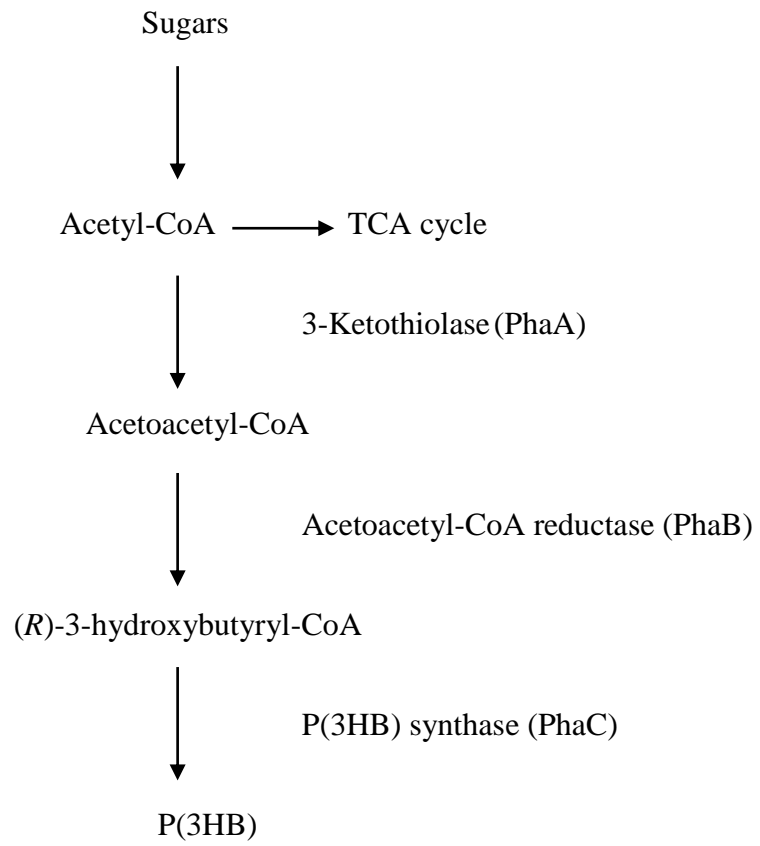 Sugars
Acetyl-CoA TCA cycle
3-Ketothiolase (PhaA)
Acetoacetyl-CoA
Acetoacetyl-CoA reductase (PhaB)
(R)-3-hydroxybutyryl-CoA
P(3HB) synthase (PhaC)
P(3HB)